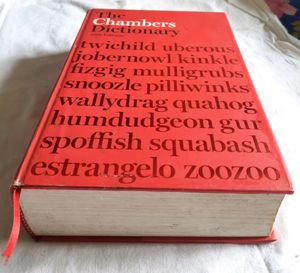 The
Chambers
Dictionary
twichild uberous
jobernowl kinkle
fizgig mulligrubs
snoozle pilliwinks
wallydrag quahog
humdudgeon gur
spoffish squabash
estrangelo zoozoo